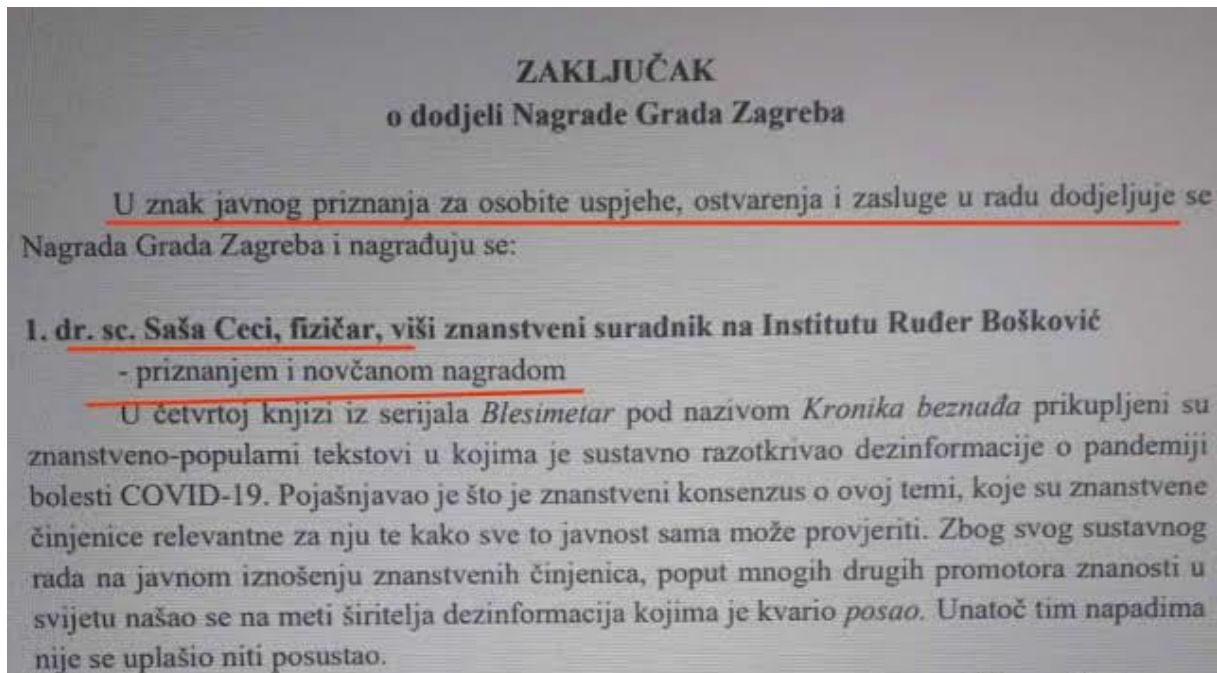 ZAKLJUČAK
o dodjeli Nagrade Grada Zagreba
U znak javnog priznanja za osobite uspjehe, ostvarenja i zasluge u radu dodjeljuje se
Nagrada Grada Zagreba i nagrađuju se:
1. dr. sc. Saša Ceci, fizičar, viši znanstveni suradnik na Institutu Ruđer Bošković
- priznanjem i novčanom nagradom
U četvrtoj knjizi iz serijala Blesimetar pod nazivom Kronika beznađa prikupljeni su
znanstveno-popularni tekstovi u kojima je sustavno razotkrivao dezinformacije o pandemiji
bolesti COVID-19. Pojašnjavao je što je znanstveni konsenzus o ovoj temi, koje su znanstvene
činjenice relevantne za nju te kako sve to javnost sama može provjeriti. Zbog svog sustavnog
rada na javnom iznošenju znanstvenih činjenica, poput mnogih drugih promotora znanosti u
svijetu našao se na meti širitelja dezinformacija kojima je kvario posao. Unatoč tim napadima
nije se uplašio niti posustao.